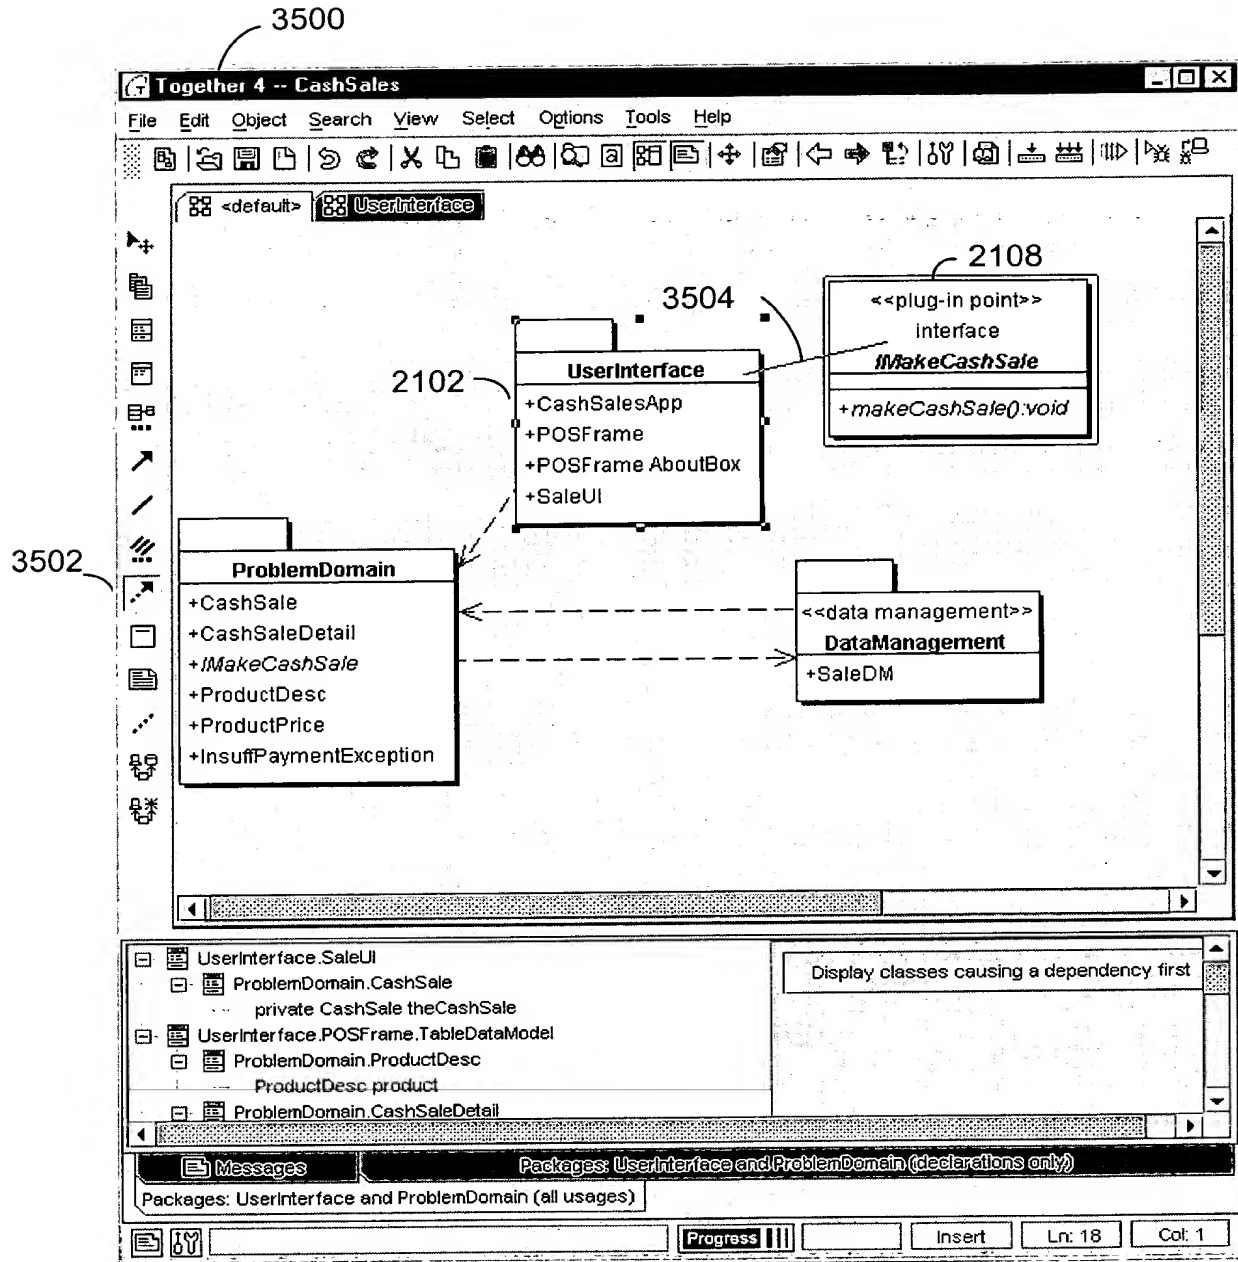 3500
Together 4 -- CashSales
File Edit Object Search View Select Options Tools Help
<default> UserInterface
2108
3504
<<plug-in point>>
interface
IMakeCashSale
+makeCashSale():void
2102
UserInterface
+CashSalesApp
+POSFrame
+POSFrame AboutBox
+SaleUI
3502
ProblemDomain
+CashSale
+CashSaleDetail
+IMakeCashSale
+ProductDesc
+ProductPrice
+InsuffPaymentException
<<data management>>
DataManagement
+SaleDM
UserInterface.SaleUI
ProblemDomain.CashSale
private CashSale theCashSale
UserInterface.POSFrame.TableDataModel
ProblemDomain.ProductDesc
ProductDesc product
ProblemDomain.CashSaleDetail
Display classes causing a dependency first
Messages Packages: UserInterface and ProblemDomain (declarations only)
Packages: UserInterface and ProblemDomain (all usages)
Progress Insert Ln: 18 Col: 1